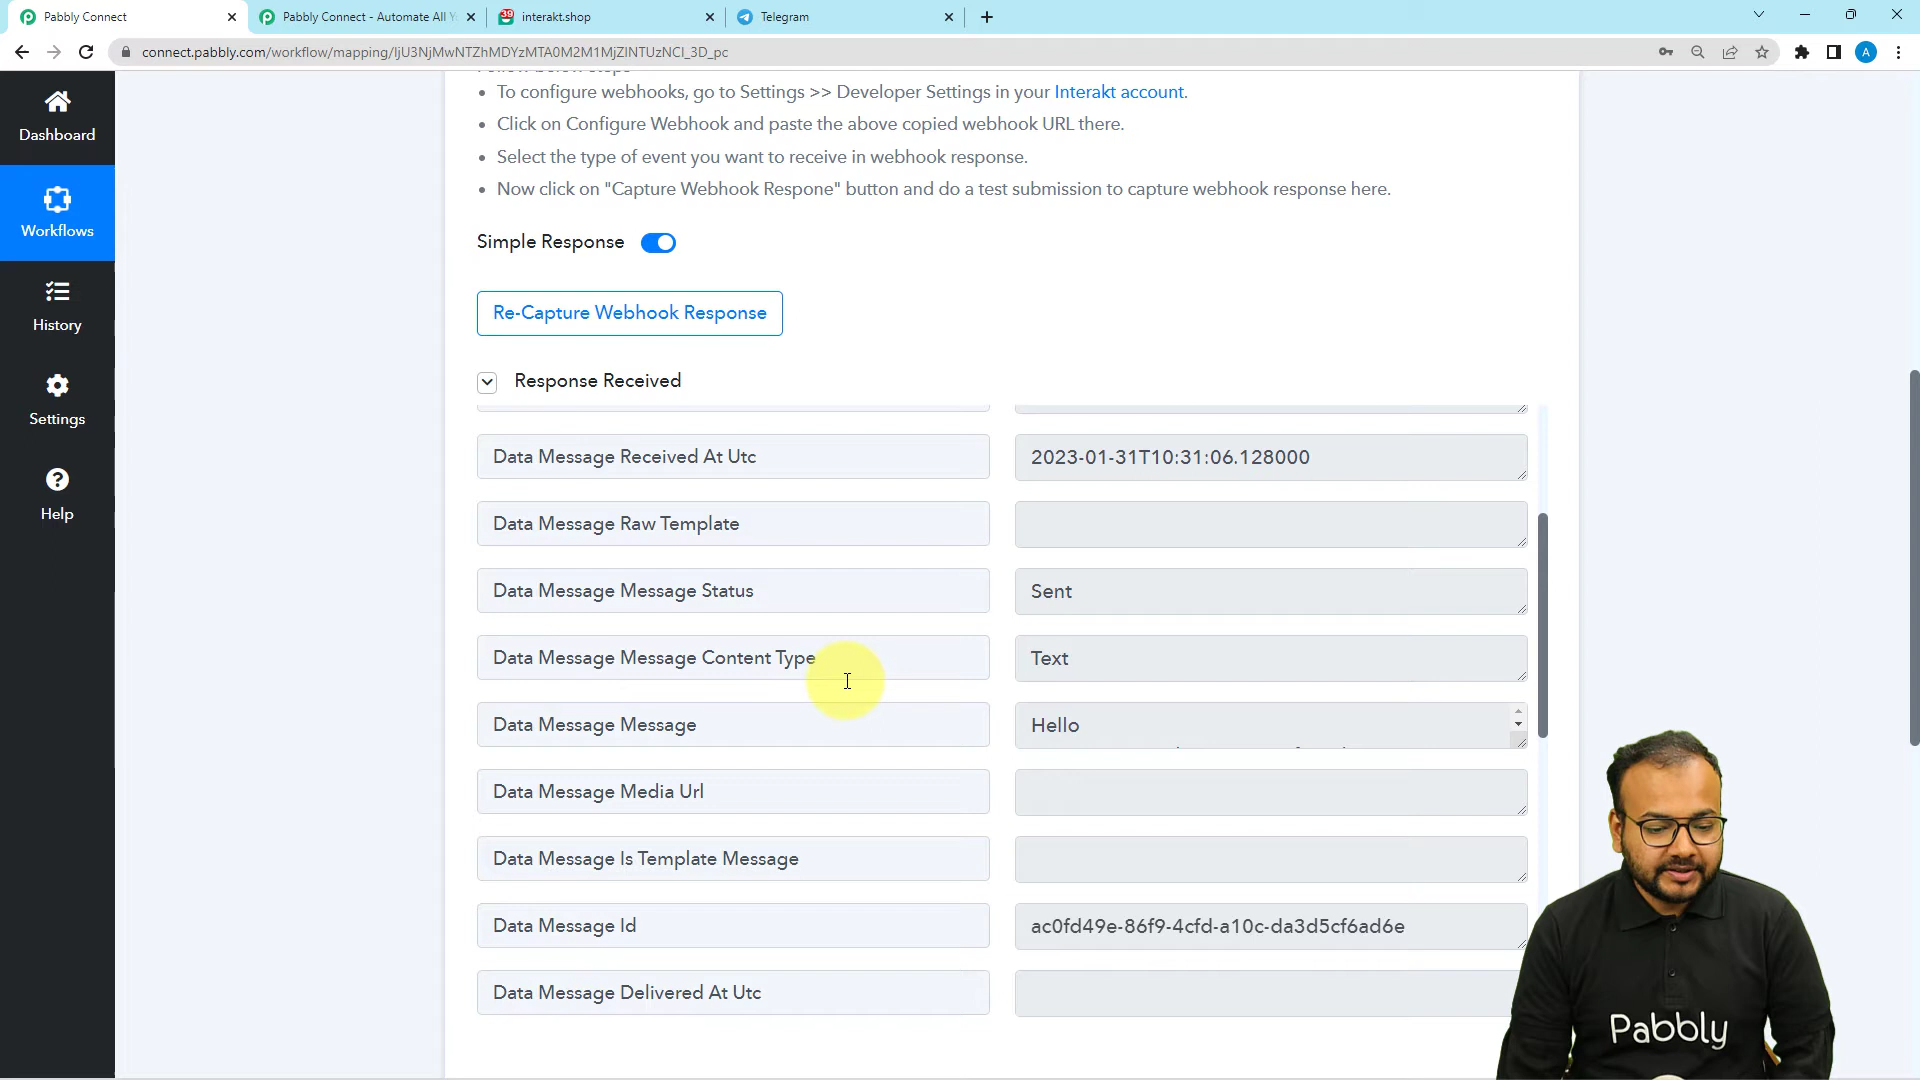 Pabbly Connect
Pabbly Connect - Automate All Y
39
interakt.shop
Telegram
connect.pabbly.com/workflow/mapping/IjU3NjMwNTZhMDYzMTA0M2M1MjZlNTUzNCI_3D_pc
A
Dashboard
Workflows
History
Settings
Help
Follow below steps
To configure webhooks, go to Settings >> Developer Settings in your Interakt account.
Click on Configure Webhook and paste the above copied webhook URL there.
Select the type of event you want to receive in webhook response.
Now click on "Capture Webhook Respone" button and do a test submission to capture webhook response here.
Simple Response
Re-Capture Webhook Response
Response Received
Data Message Received At Utc
2023-01-31T10:31:06.128000
Data Message Raw Template
Data Message Message Status
Sent
Data Message Message Content Type
Text
Data Message Message
Hello
Data Message Media Url
Data Message Is Template Message
Data Message Id
ac0fd49e-86f9-4cfd-a10c-da3d5cf6ad6e
Data Message Delivered At Utc
Pabbly